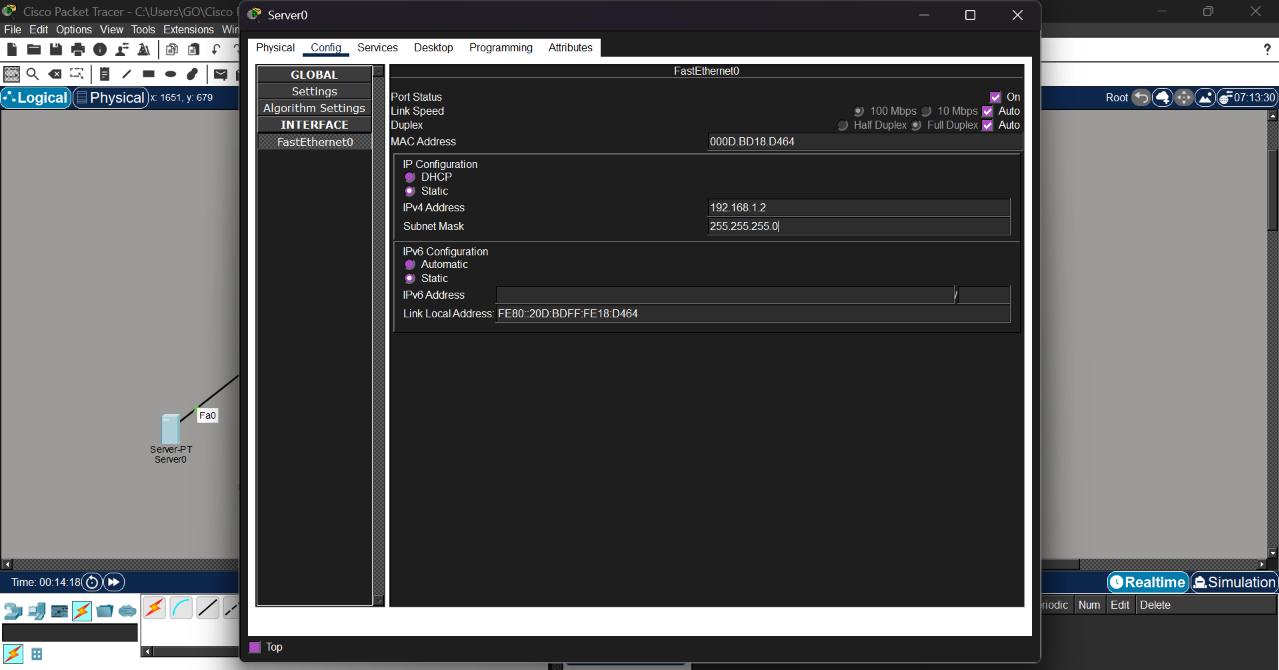 Cisco Packet Tracer - C:\Users\GO\Cisco
Server0
File Edit Options View Tools Extensions
Physical Config Services Desktop Programming Attributes
?
Logical Physical x: 1651, y: 679
Root 07:13:30
GLOBAL
Settings
Algorithm Settings
INTERFACE
FastEthernet0
FastEthernet0
Port Status On
Link Speed 100 Mbps 10 Mbps Auto
Duplex Half Duplex Full Duplex Auto
MAC Address 000D.BD18.D464
IP Configuration
DHCP
Static
IPv4 Address 192.168.1.2
Subnet Mask 255.255.255.0
IPv6 Configuration
Automatic
Static
IPv6 Address /
Link Local Address: FE80::20D:BDFF:FE18:D464
Fa0
Server-PT
Server0
Time: 00:14:18
Realtime Simulation
Num Edit Delete
Top